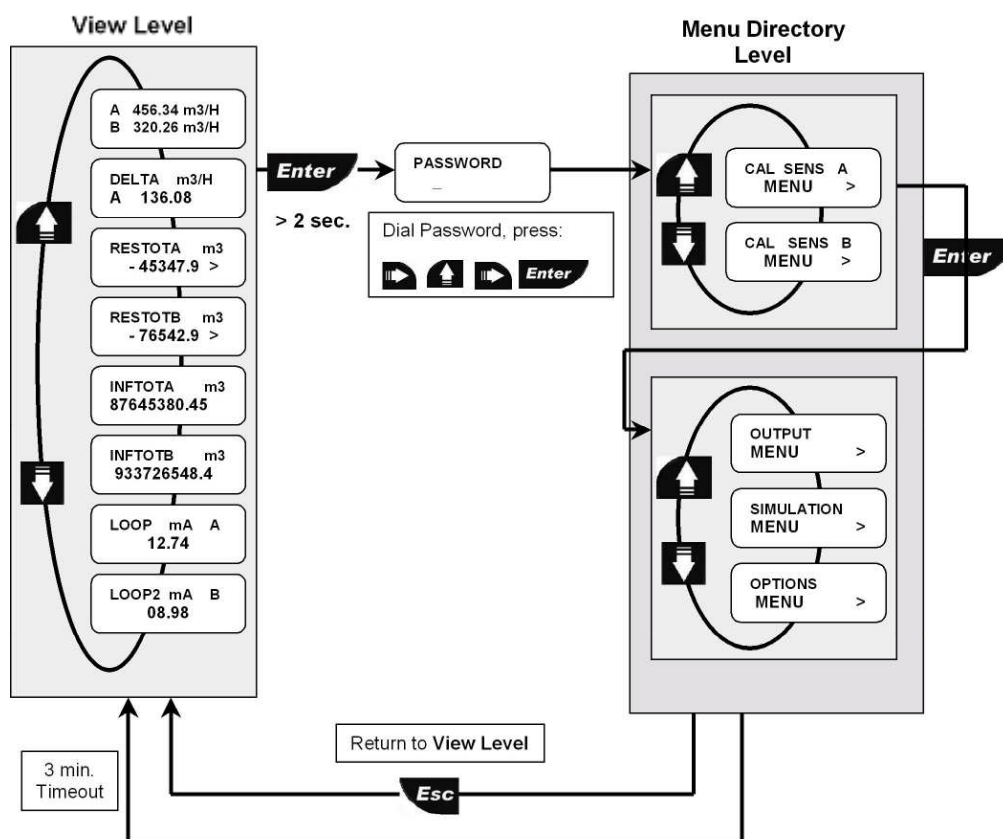 View Level
A 456.34 m3/H
B 320.26 m3/H
DELTA m3/H
A 136.08
RESTOTA m3
- 45347.9 >
RESTOTB m3
- 76542.9 >
INFTOTA m3
87645380.45
INFTOTB m3
933726548.4
LOOP mA A
12.74
LOOP2 mA B
08.98
3 min.
Timeout
Enter
> 2 sec.
PASSWORD
_
Dial Password, press:
Enter
Return to View Level
Esc
Menu Directory
Level
CAL SENS A
MENU >
CAL SENS B
MENU >
Enter
OUTPUT
MENU >
SIMULATION
MENU >
OPTIONS
MENU >